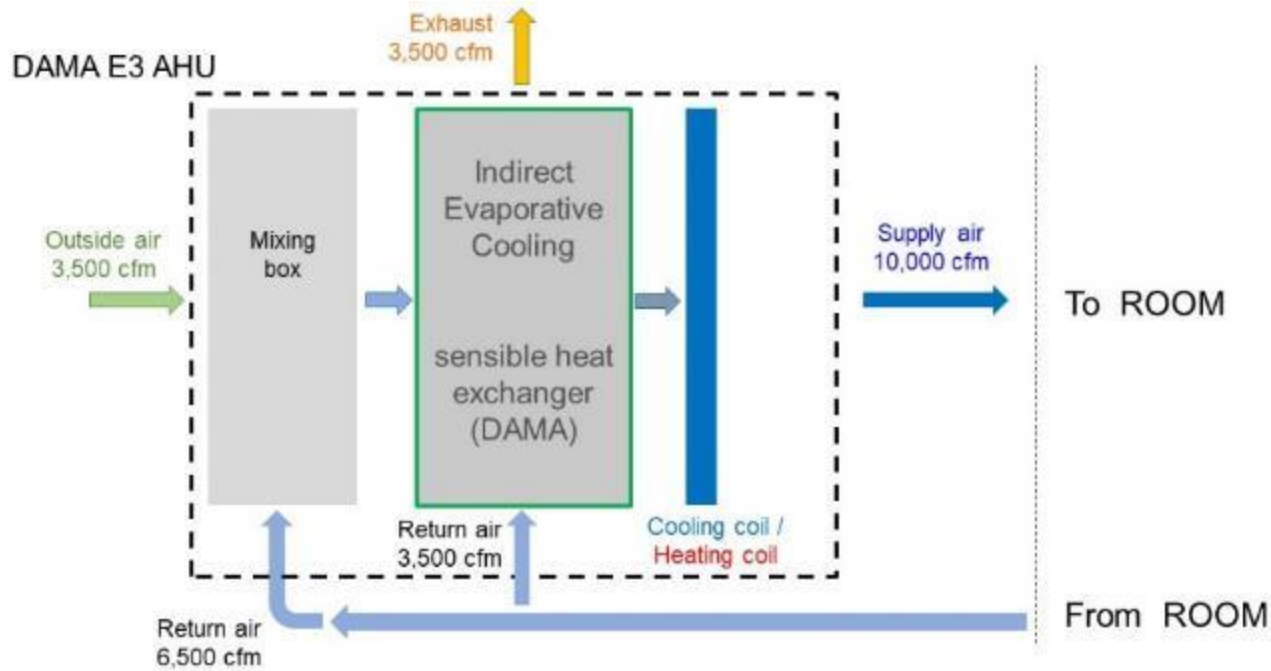 Exhaust
3,500 cfm
DAMA E3 AHU
Outside air
3,500 cfm
Mixing
box
Indirect
Evaporative
Cooling
sensible heat
exchanger
(DAMA)
Supply air
10,000 cfm
To ROOM
Return air
3,500 cfm
Cooling coil /
Heating coil
Return air
6,500 cfm
From ROOM